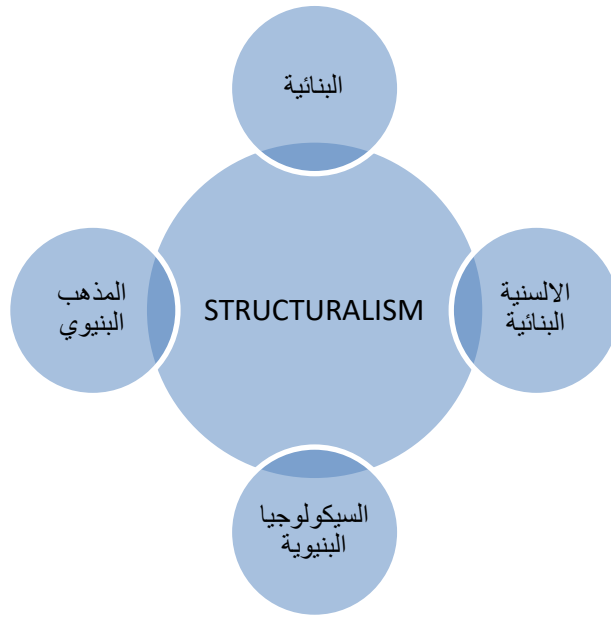 البنائية
المذهب
البنيوي
STRUCTURALISM
الالسنية
البنائية
السيكولوجيا
البنيوية